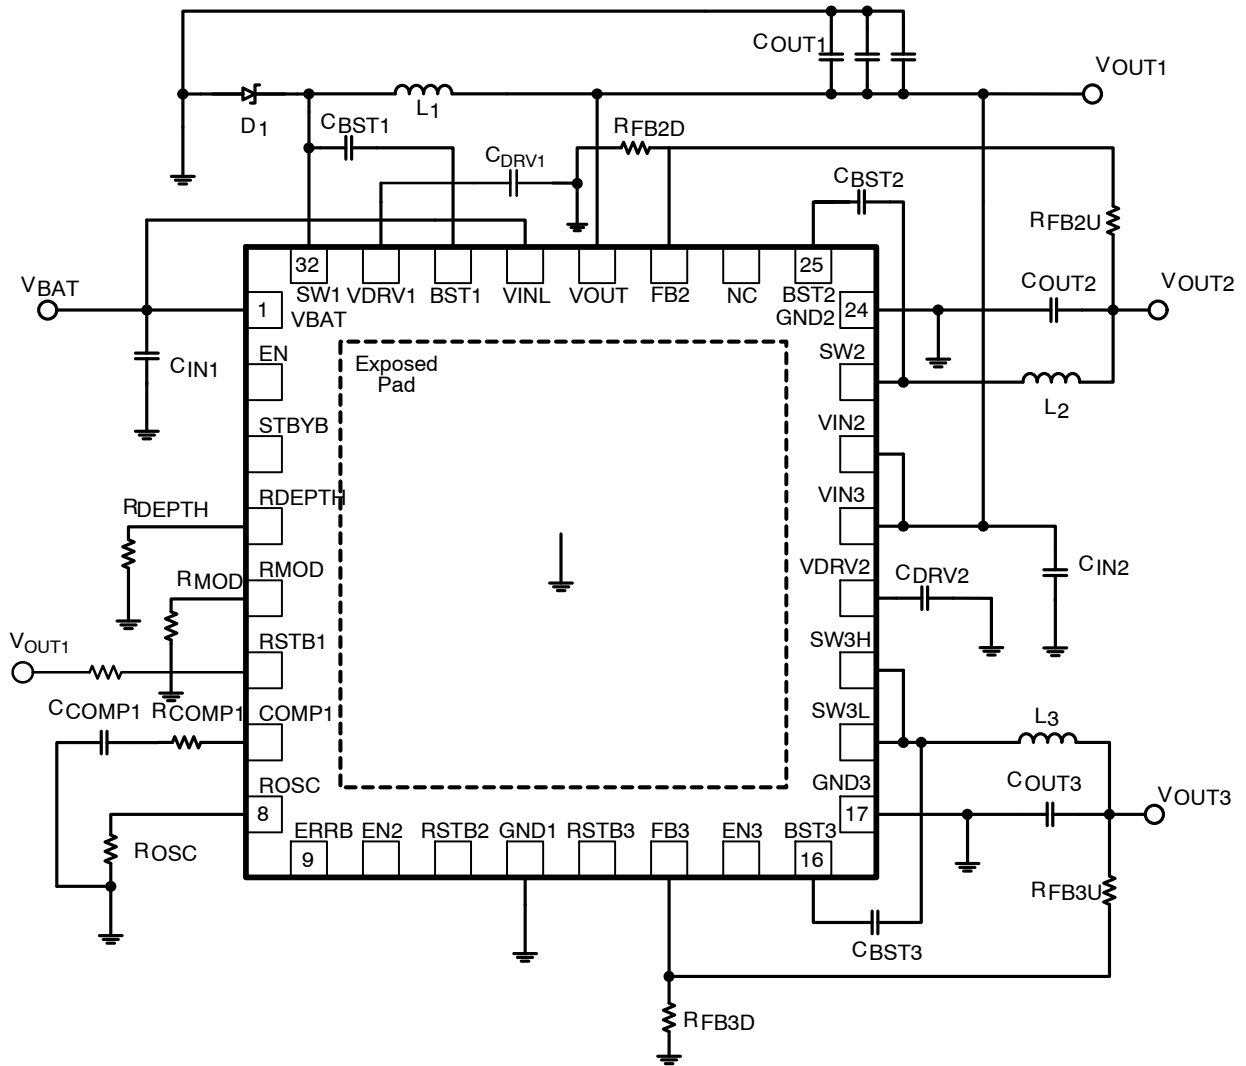 COUT1
VOUT1
D1
L1
CBST1
RFB2D
CDRV1
CBST2
RFB2U
32
25
SW1
VDRV1
BST1
VINL
VOUT
FB2
NC
BST2
VBAT
1
VBAT
GND2
24
COUT2
VOUT2
CIN1
EN
Exposed
Pad
SW2
L2
STBYB
VIN2
RDEPTH
RDEPTH
VIN3
RMOD
RMOD
VDRV2
CDRV2
CIN2
VOUT1
RSTB1
SW3H
CCOMP1
RCOMP1
COMP1
SW3L
L3
ROSC
8
GND3
17
COUT3
VOUT3
ROSC
ERRB
EN2
RSTB2
GND1
RSTB3
FB3
EN3
BST3
9
16
RFB3U
CBST3
RFB3D